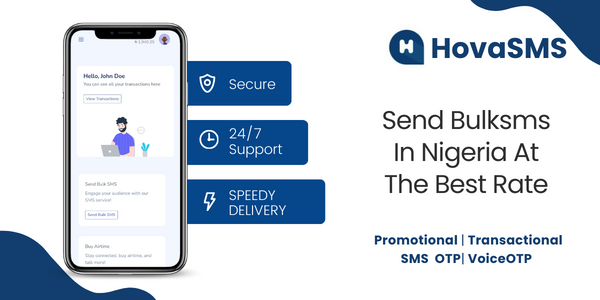 HovaSMS
Send Bulksms
In Nigeria At
The Best Rate
Promotional | Transactional
SMS OTP| VoiceOTP
Secure
24/7
Support
SPEEDY
DELIVERY
Hello, John Doe
You can see all your transactions here
View Transactions
Send Bulk SMS
Engage your audience with our
SMS service!
Send Bulk SMS
Buy Airtime
Stay connected, buy airtime, and
talk more!